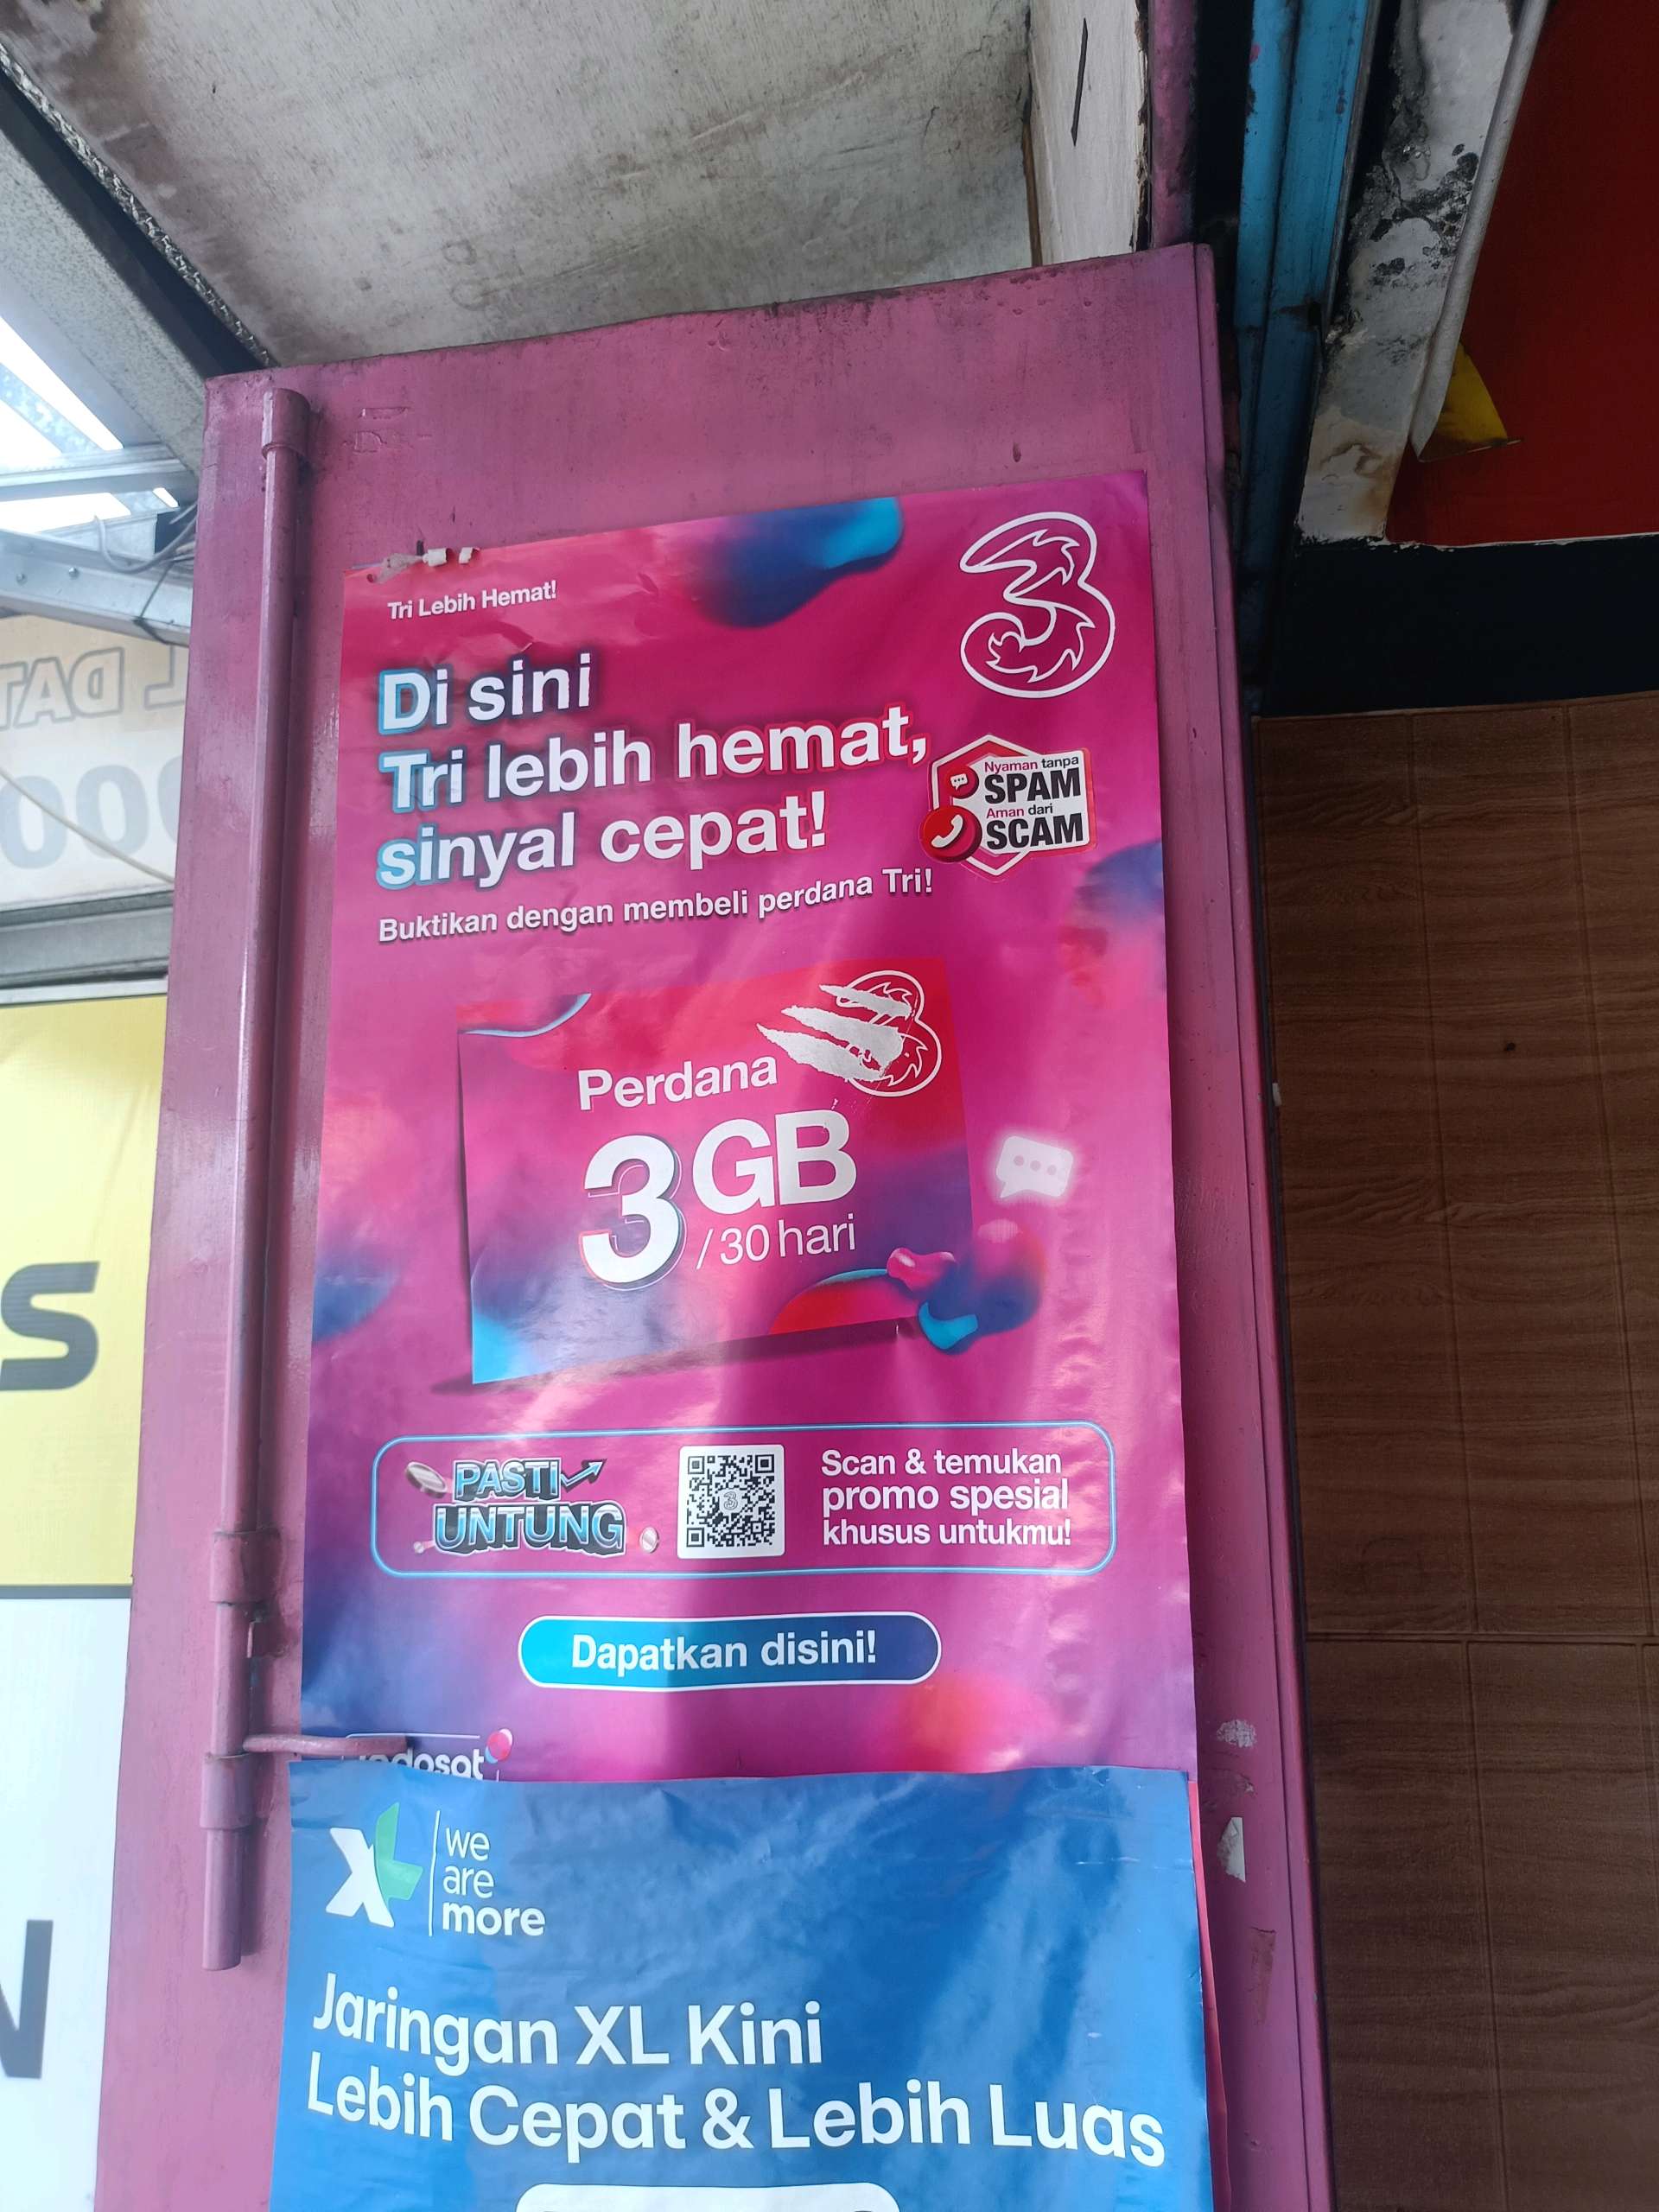 Tri Lebih Hemat!
3
Di sini
Tri lebih hemat,
sinyal cepat!
Nyaman tanpa
SPAM
Aman dari
SCAM
Buktikan dengan membeli perdana Tri!
Perdana
3GB
/30 hari
PASTI
UNTUNG
Scan & temukan
promo spesial
khusus untukmu!
Dapatkan disini!
XL
we
are
more
Jaringan XL Kini
Lebih Cepat & Lebih Luas
S
N